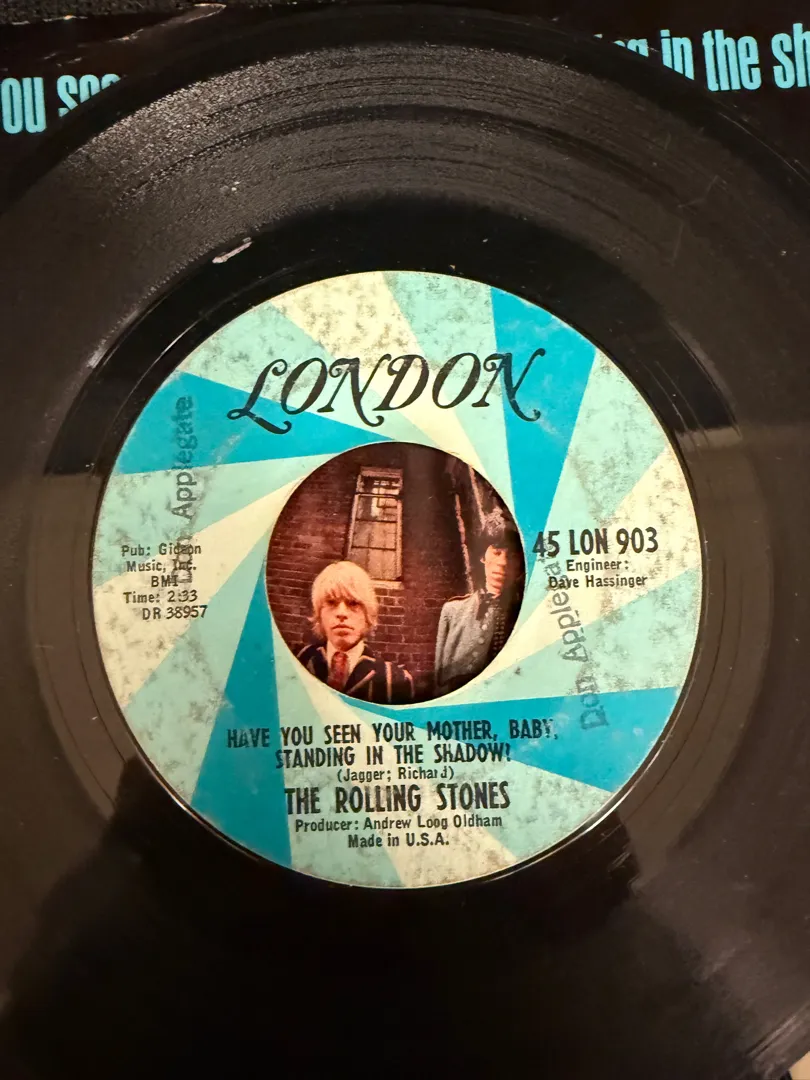 ou see
ing in the sh
LONDON
Don Applegate
Pub: Gideon
Music, Inc.
BMI
Time: 2:33
DR 38957
45 LON 903
Engineer:
Dave Hassinger
Don Applegate
HAVE YOU SEEN YOUR MOTHER, BABY,
STANDING IN THE SHADOW?
(Jagger; Richard)
THE ROLLING STONES
Producer: Andrew Loog Oldham
Made in U.S.A.